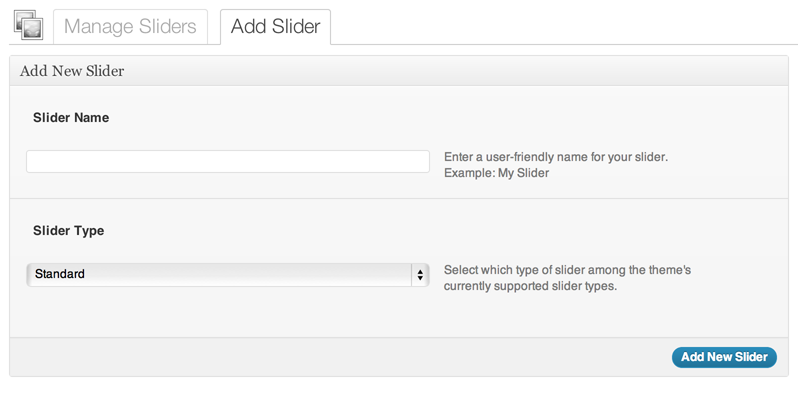 Manage Sliders
Add Slider
Add New Slider
Slider Name
Enter a user-friendly name for your slider.
Example: My Slider
Slider Type
Standard
Select which type of slider among the theme's
currently supported slider types.
Add New Slider